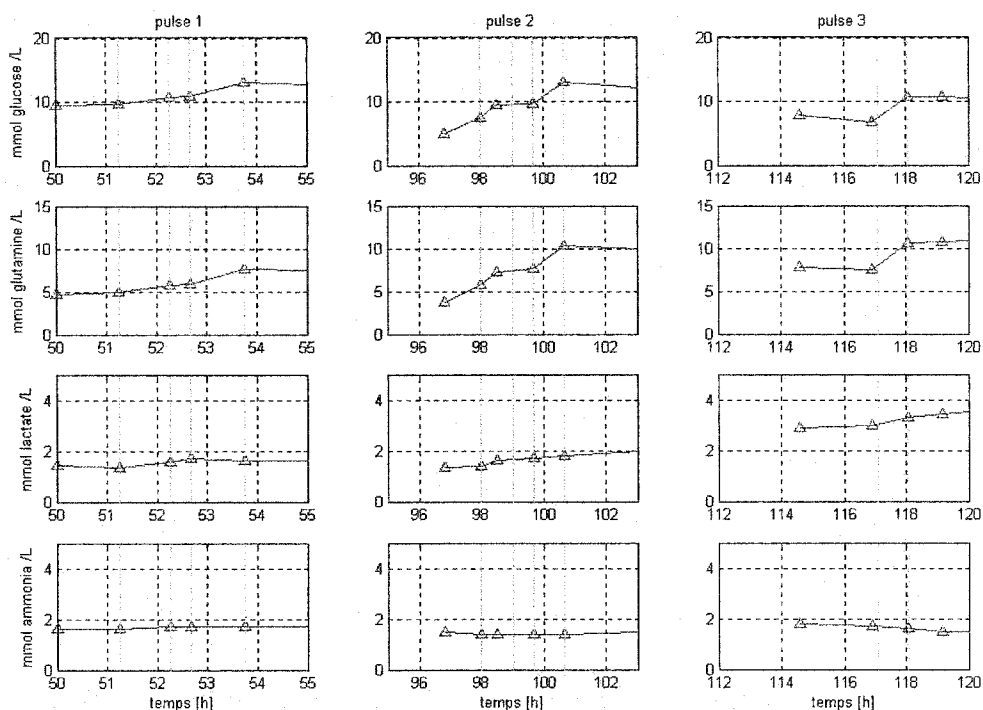 pulse 1
pulse 2
pulse 3
mmol glucose /L
20
10
0
50 51 52 53 54 55
20
10
0
96 98 100 102
20
10
0
112 114 116 118 120
mmol glutamine /L
15
10
5
0
50 51 52 53 54 55
15
10
5
0
96 98 100 102
15
10
5
0
112 114 116 118 120
mmol lactate /L
4
2
0
50 51 52 53 54 55
4
2
0
96 98 100 102
4
2
0
112 114 116 118 120
mmol ammonia /L
4
2
0
50 51 52 53 54 55
temps [h]
4
2
0
96 98 100 102
temps [h]
4
2
0
112 114 116 118 120
temps [h]